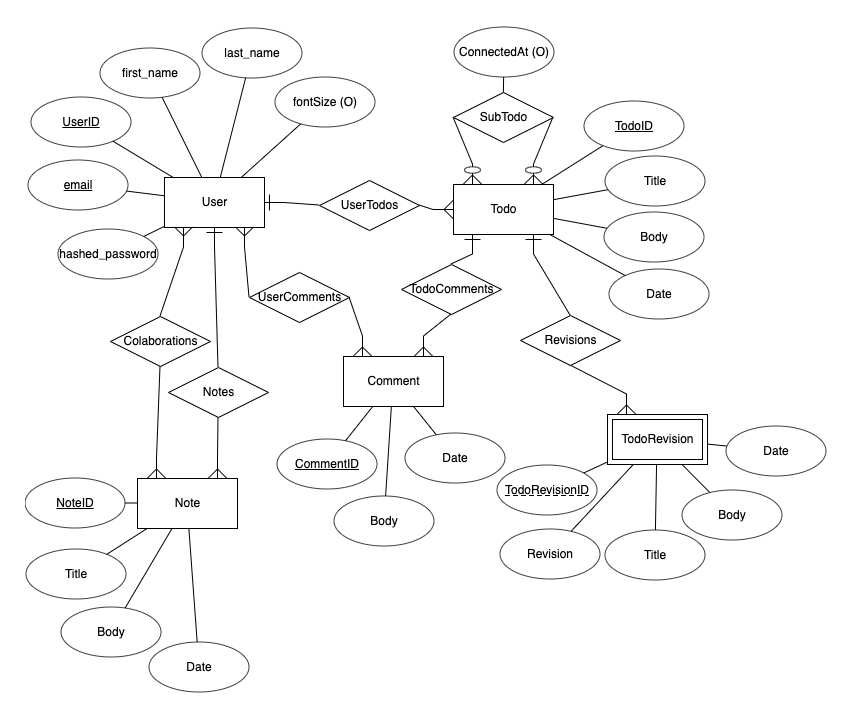 last_name
ConnectedAt (O)
first_name
fontSize (O)
UserID
SubTodo
TodoID
email
Title
User
UserTodos
Todo
Body
hashed_password
UserComments
TodoComments
Date
Colaborations
Revisions
Notes
Comment
TodoRevision
Date
CommentID
Date
TodoRevisionID
NoteID
Note
Body
Body
Revision
Title
Title
Body
Date